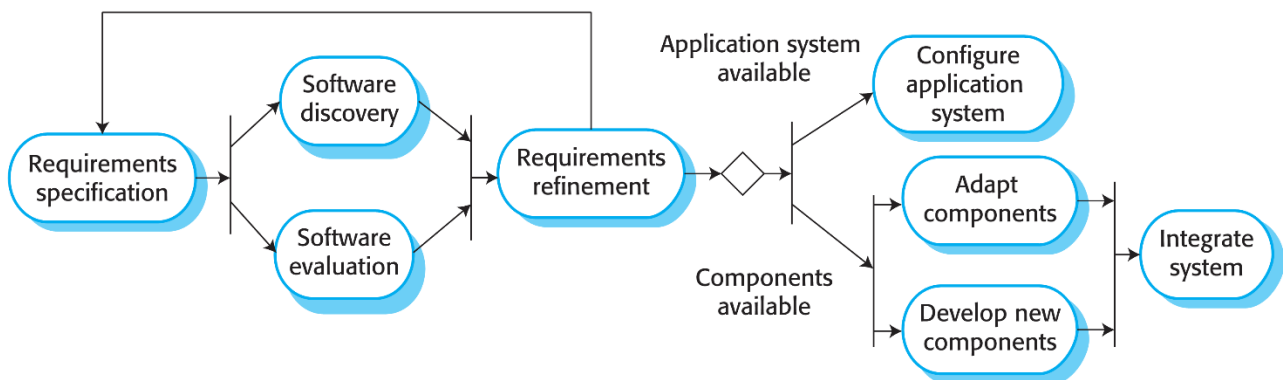 Requirements
specification
Software
discovery
Software
evaluation
Requirements
refinement
Application system
available
Configure
application
system
Components
available
Adapt
components
Develop new
components
Integrate
system